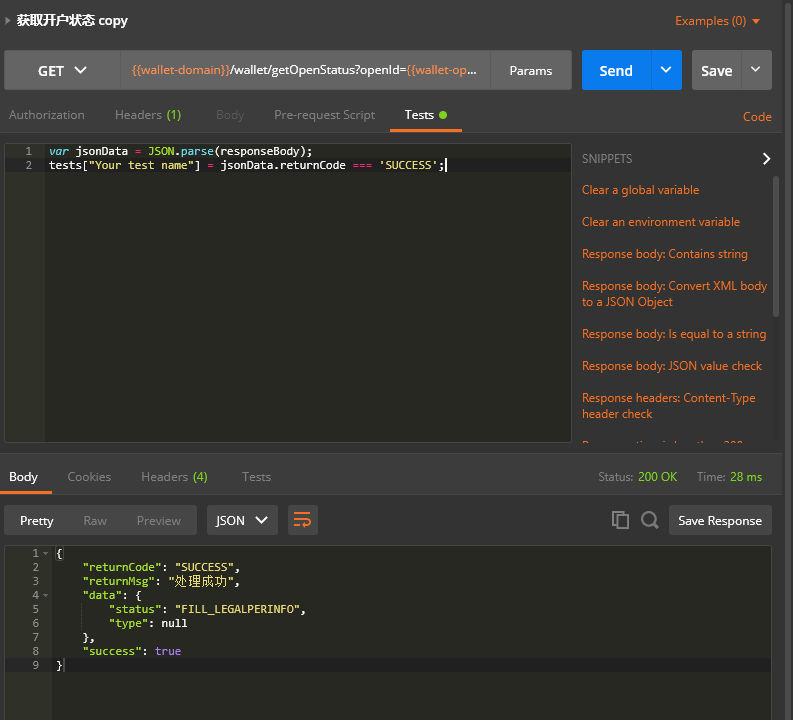 获取开户状态 copy
Examples (0)
GET
{{wallet-domain}}/wallet/getOpenStatus?openId={{wallet-op...
Params
Send
Save
Authorization
Headers (1)
Body
Pre-request Script
Tests
Code
1 var jsonData = JSON.parse(responseBody);
2 tests["Your test name"] = jsonData.returnCode === 'SUCCESS';
SNIPPETS
Clear a global variable
Clear an environment variable
Response body: Contains string
Response body: Convert XML body
to a JSON Object
Response body: Is equal to a string
Response body: JSON value check
Response headers: Content-Type
header check
Body
Cookies
Headers (4)
Tests
Status: 200 OK
Time: 28 ms
Pretty
Raw
Preview
JSON
Save Response
1 {
2 "returnCode": "SUCCESS",
3 "returnMsg": "处理成功",
4 "data": {
5 "status": "FILL_LEGALPERINFO",
6 "type": null
7 },
8 "success": true
9 }